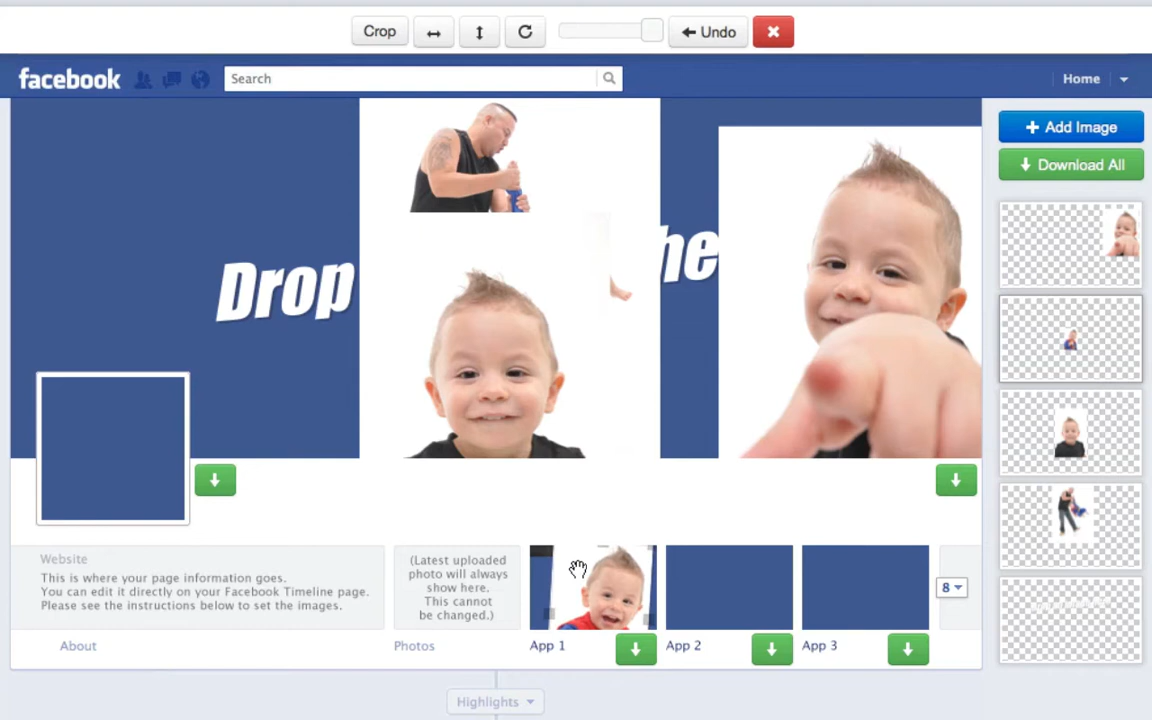 Crop
Undo
facebook
Search
Home
Add Image
Download All
Drop
he
Website
This is where your page information goes.
You can edit it directly on your Facebook Timeline page.
Please see the instructions below to set the images.
(Latest uploaded
photo will always
show here.
This cannot
be changed.)
8
About
Photos
App 1
App 2
App 3
Highlights